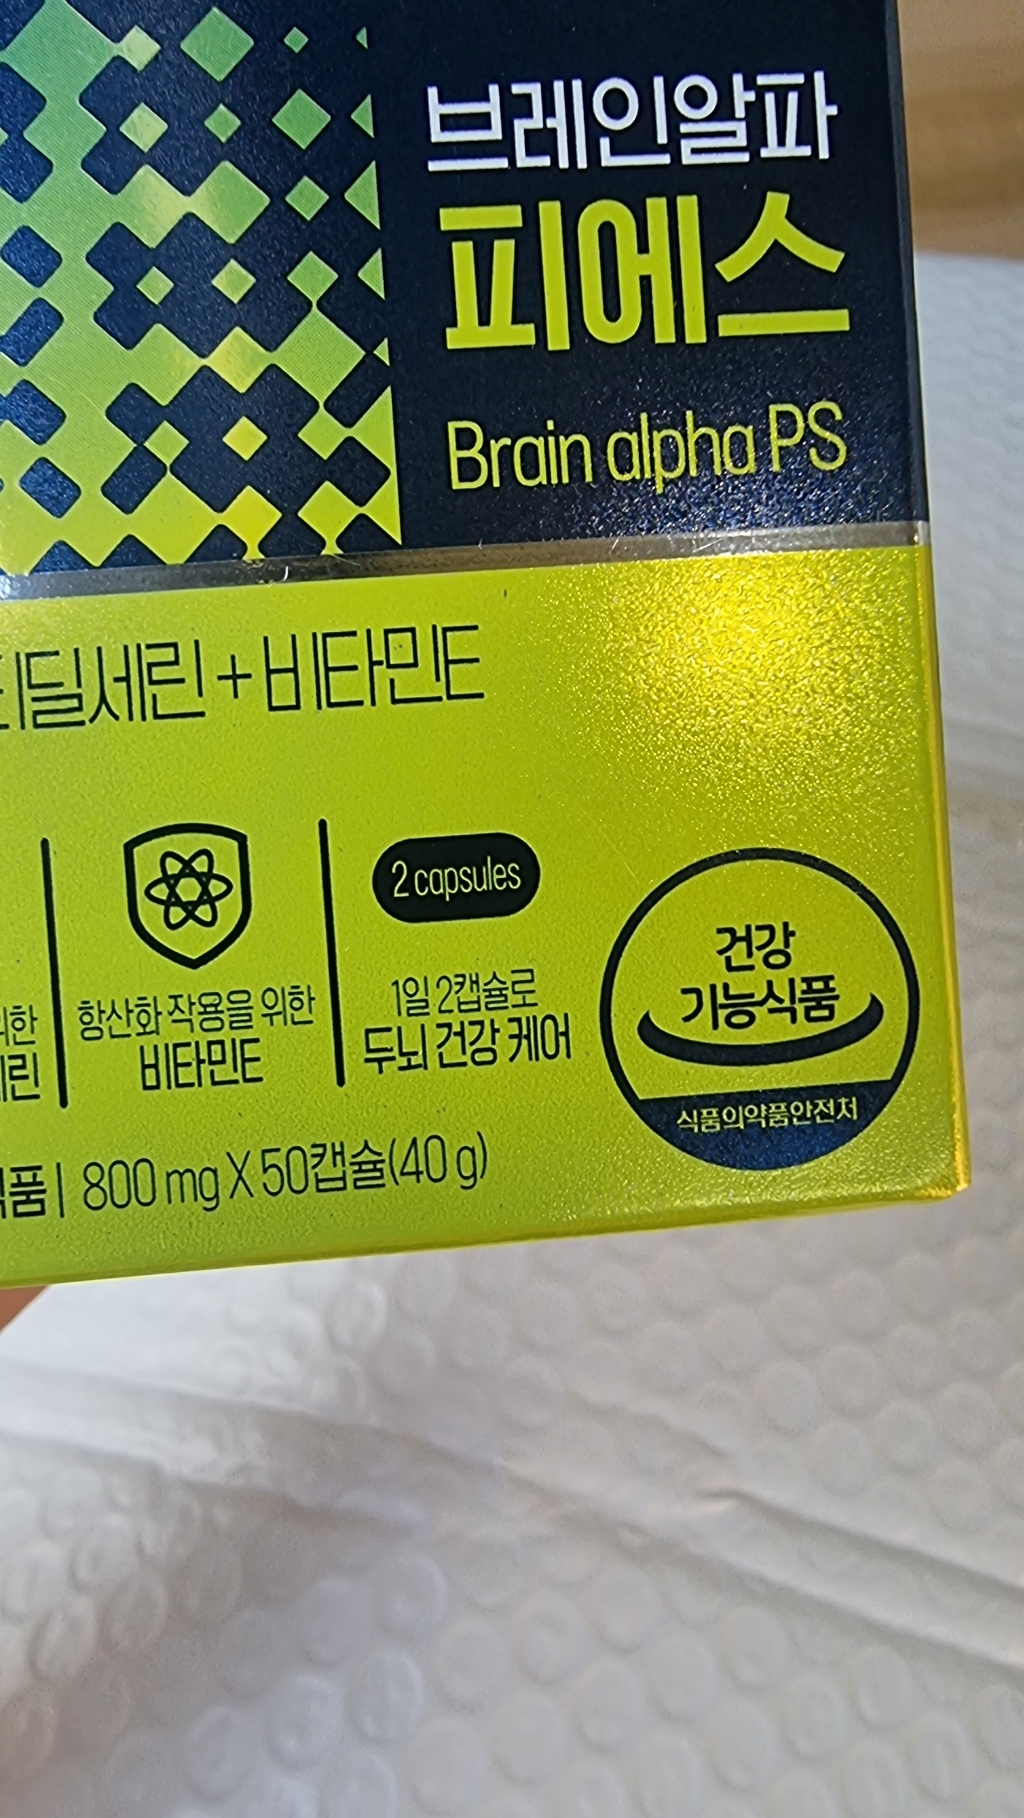 브레인알파
피에스
Brain alpha PS
티딜세린 + 비타민E
2 capsules
항산화 작용을 위한
비타민E
1일 2캡슐로
두뇌 건강 케어
건강
기능식품
식품의약품안전처
800 mg X 50캡슐(40 g)